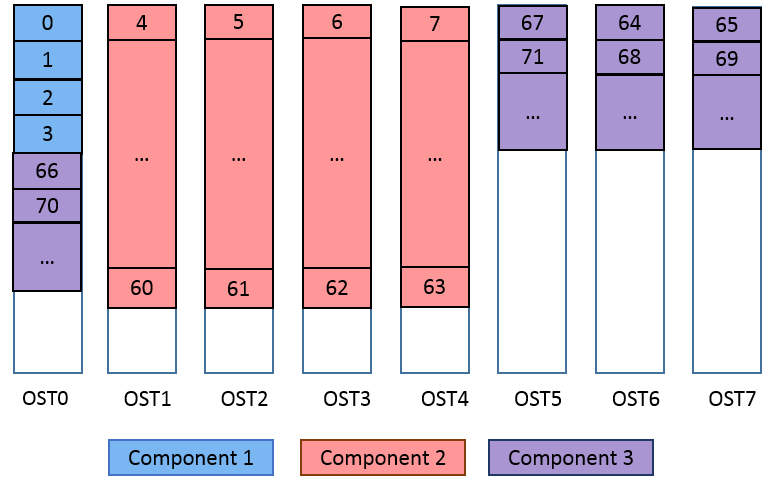 0 4 5 6 7 67 64 65
1 71 68 69
2
3 ... ... ... ... ... ... ...
66
70
...
60 61 62 63
OST0 OST1 OST2 OST3 OST4 OST5 OST6 OST7
Component 1 Component 2 Component 3